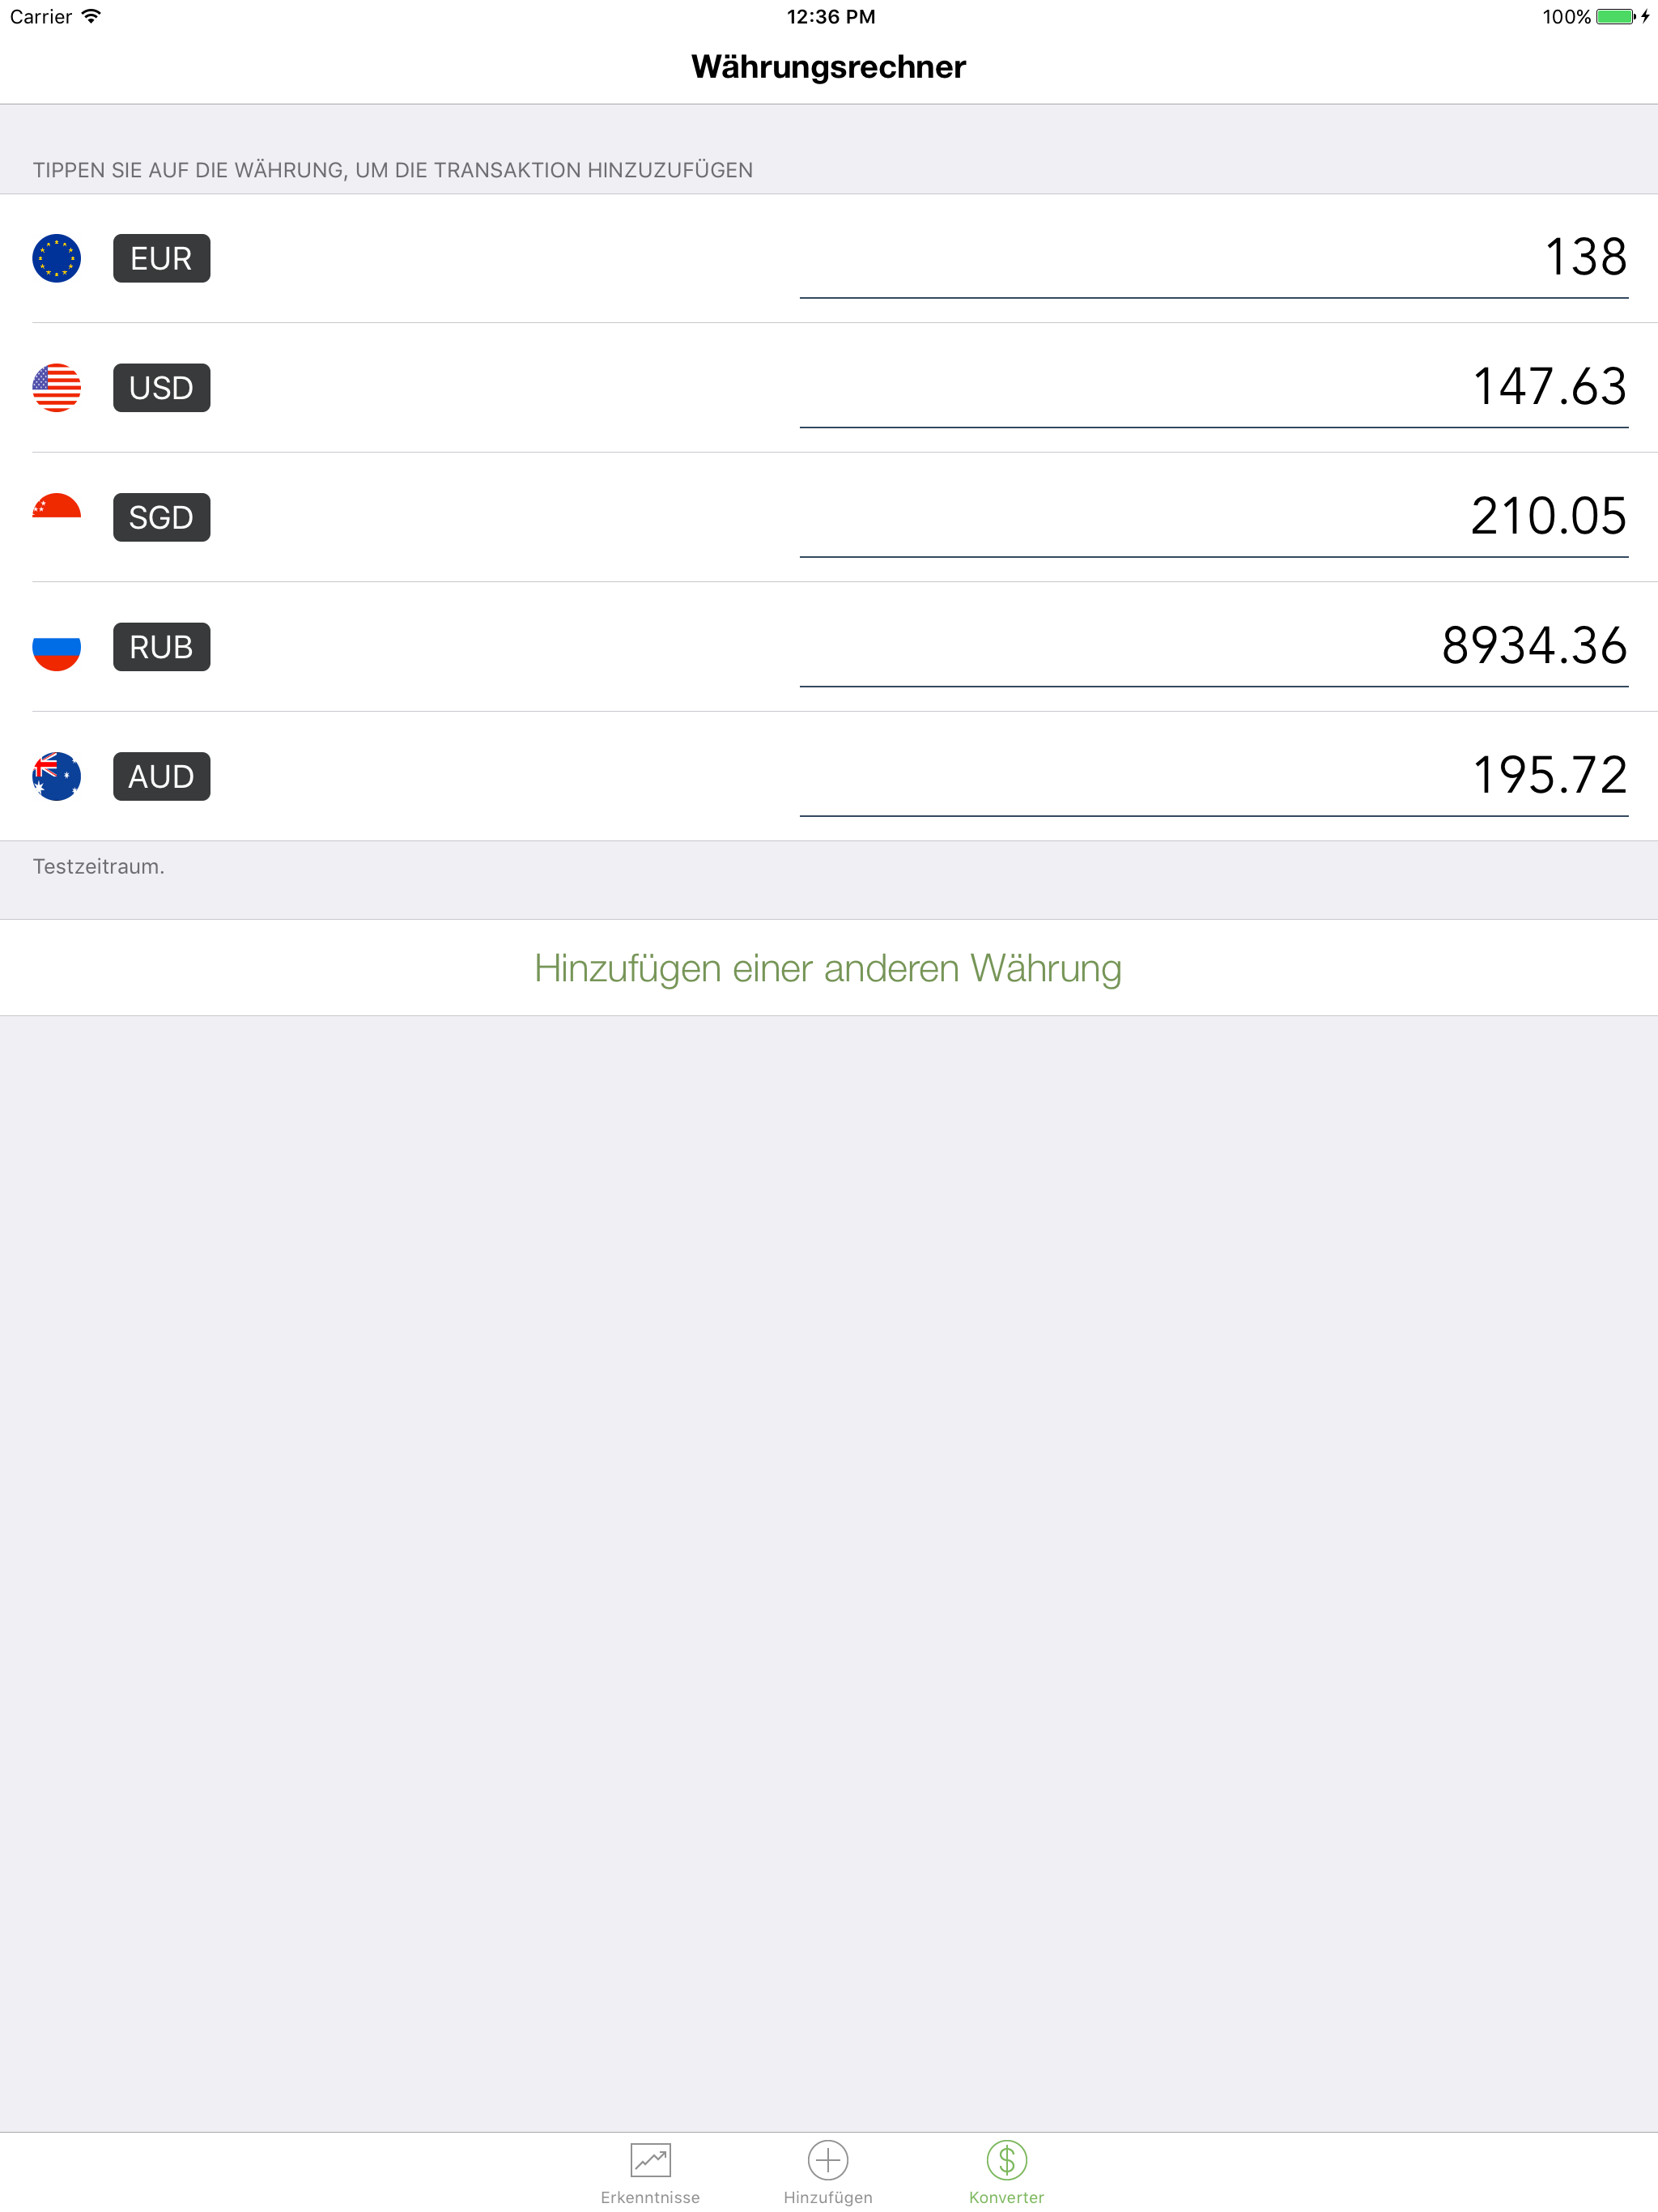 Carrier 12:36 PM 100%
Währungsrechner
TIPPEN SIE AUF DIE WÄHRUNG, UM DIE TRANSAKTION HINZUZUFÜGEN
EUR 138
USD 147.63
SGD 210.05
RUB 8934.36
AUD 195.72
Testzeitraum.
Hinzufügen einer anderen Währung
Erkenntnisse Hinzufügen Konverter